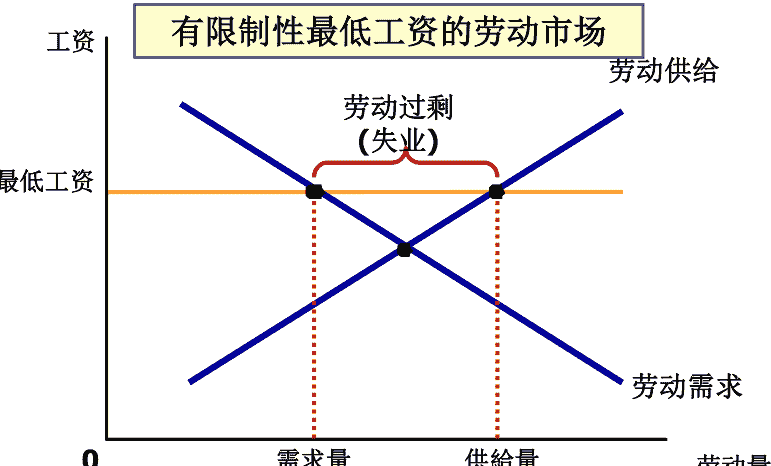 有限制性最低工资的劳动市场
工资
劳动供给
劳动过剩
(失业)
最低工资
劳动需求
0
需求量
供給量
劳动量